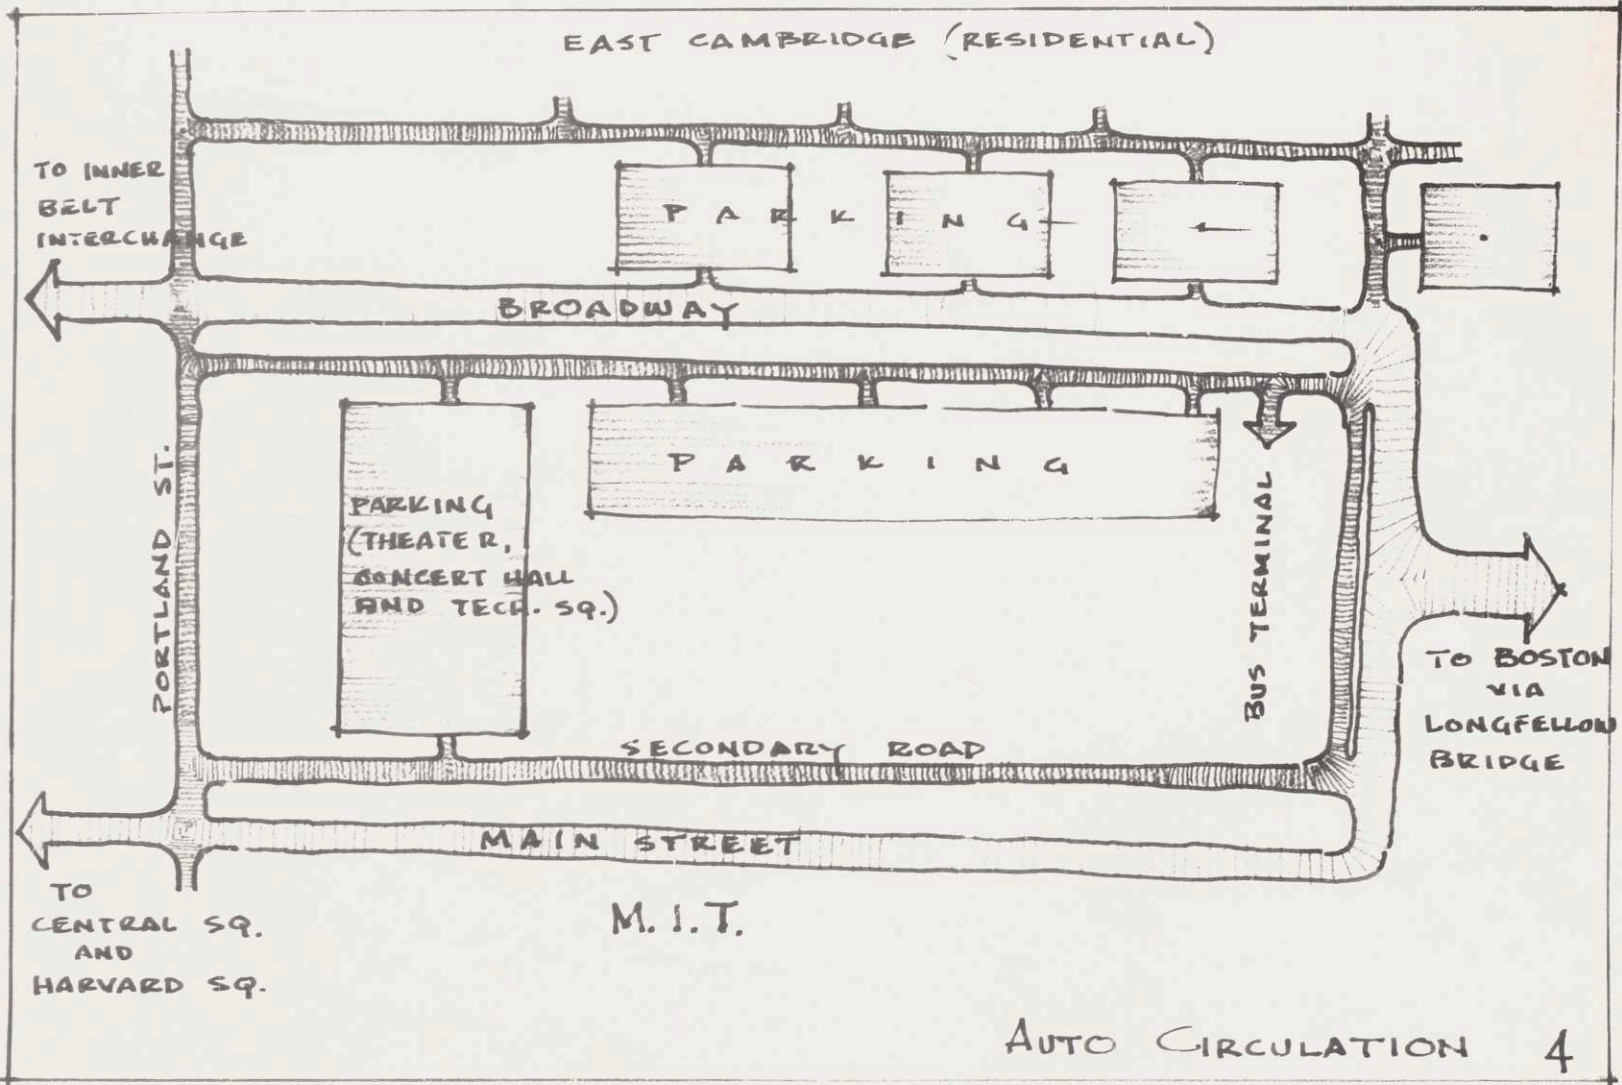 EAST CAMBRIDGE (RESIDENTIAL)
TO INNER
BELT
INTERCHANGE
PARKING
BROADWAY
PORTLAND ST.
PARKING
PARKING
(THEATER,
CONCERT HALL
AND TECH. SQ.)
BUS TERMINAL
TO BOSTON
VIA
LONGFELLOW
BRIDGE
SECONDARY ROAD
MAIN STREET
TO
CENTRAL SQ.
AND
HARVARD SQ.
M.I.T.
AUTO CIRCULATION 4